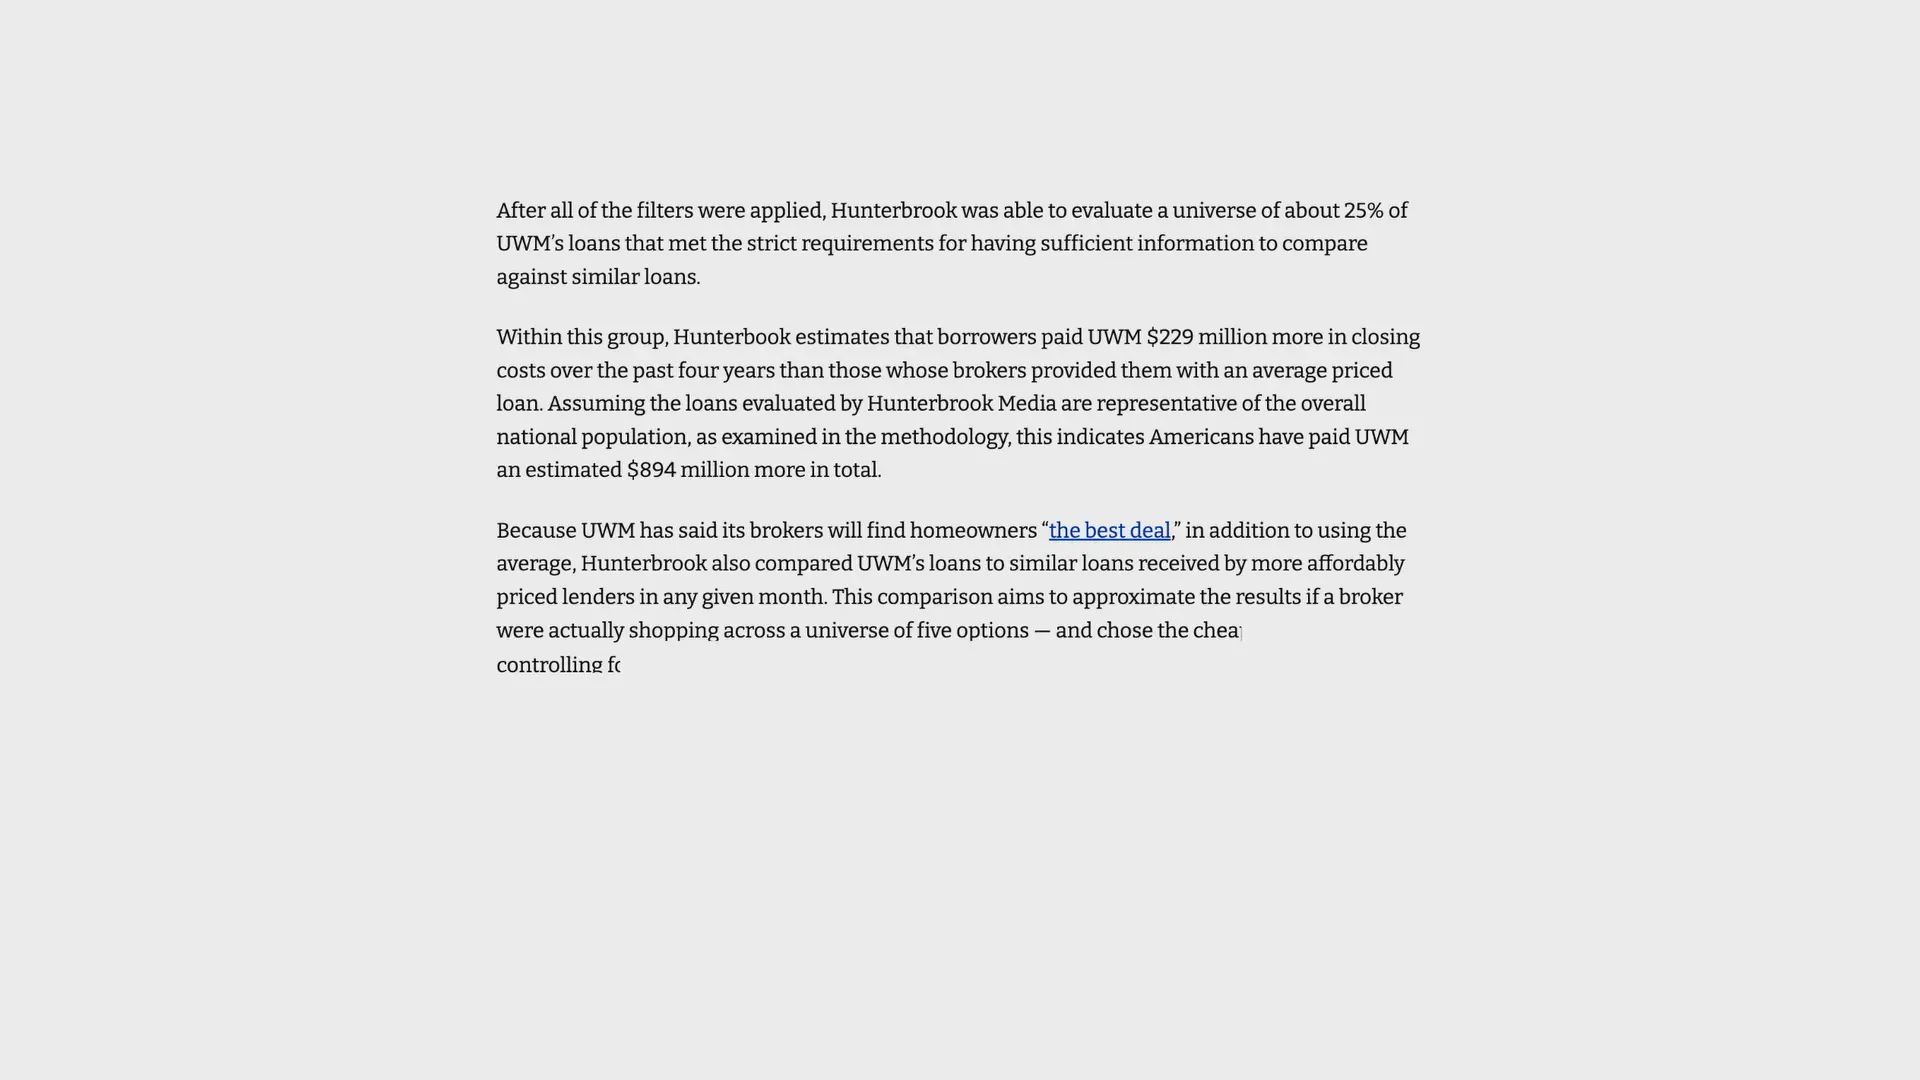 After all of the filters were applied, Hunterbrook was able to evaluate a universe of about 25% of
UWM’s loans that met the strict requirements for having sufficient information to compare
against similar loans.
Within this group, Hunterbook estimates that borrowers paid UWM $229 million more in closing
costs over the past four years than those whose brokers provided them with an average priced
loan. Assuming the loans evaluated by Hunterbrook Media are representative of the overall
national population, as examined in the methodology, this indicates Americans have paid UWM
an estimated $894 million more in total.
Because UWM has said its brokers will find homeowners “the best deal,” in addition to using the
average, Hunterbrook also compared UWM’s loans to similar loans received by more affordably
priced lenders in any given month. This comparison aims to approximate the results if a broker
were actually shopping across a universe of five options — and chose the
controlling